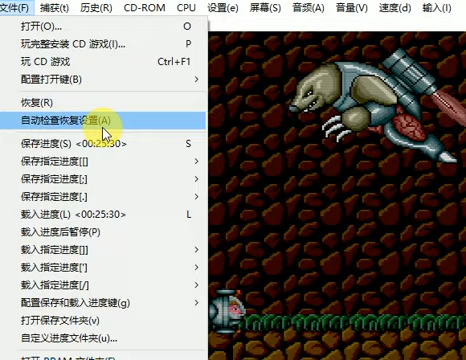 文件(F) 捕获(t) 历史(R) CD-ROM CPU 设置(e) 屏幕(S) 音频(A) 音量(V) 速度(d) 输入(I)
打开(O)... O
玩完整安装 CD 游戏(I)... P
玩 CD 游戏 Ctrl+F1
配置打开键(B)
恢复(R)
自动检查恢复设置(A)
保存进度(S) <00:25:30> S
保存指定进度([]
保存指定进度[;]
保存指定进度[.]
载入进度(L) <00:25:30> L
载入进度后暂停(P)
载入指定进度[]]
载入指定进度[']
载入指定进度[/]
配置保存和载入进度键(g)
打开保存文件夹(v)
自定义进度文件夹(u)...